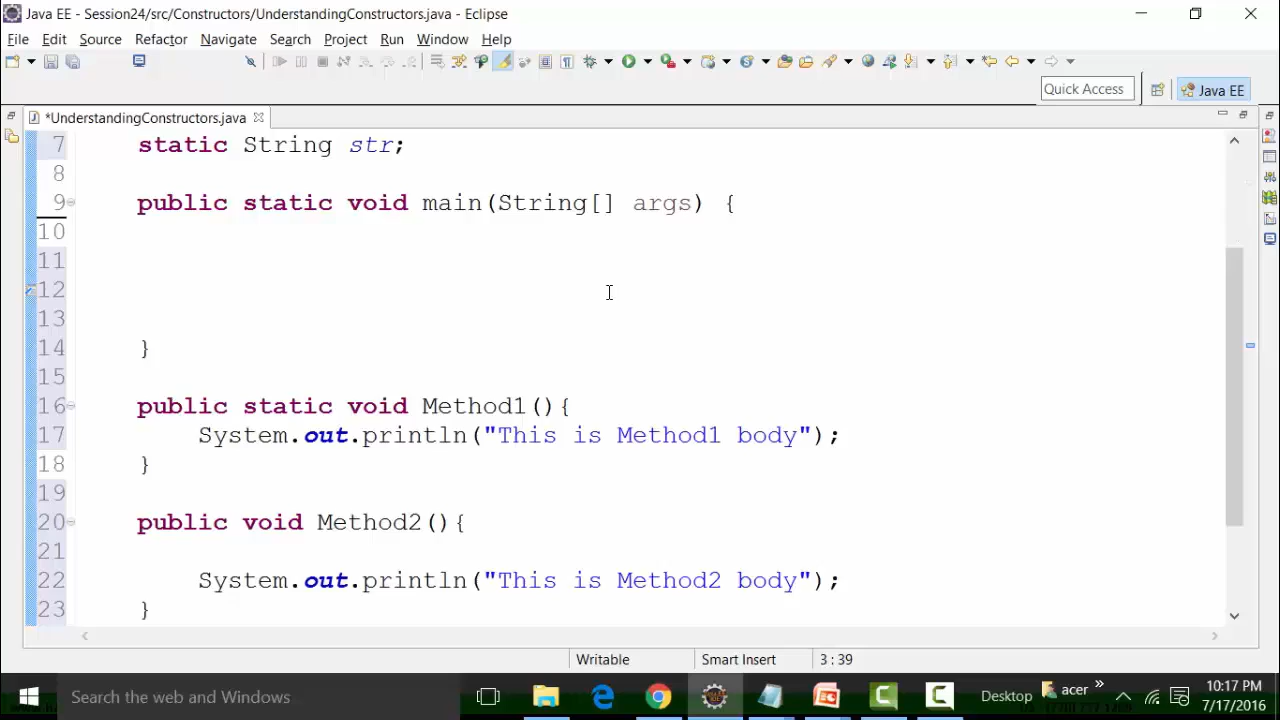 Java EE - Session24/src/Constructors/UnderstandingConstructors.java - Eclipse
File Edit Source Refactor Navigate Search Project Run Window Help
Quick Access
Java EE
*UnderstandingConstructors.java
7 static String str;
8
9 public static void main(String[] args) {
10
11
12
13
14 }
15
16 public static void Method1(){
17 System.out.println("This is Method1 body");
18 }
19
20 public void Method2(){
21
22 System.out.println("This is Method2 body");
23 }
Writable Smart Insert 3 : 39
Search the web and Windows
Desktop
acer
10:17 PM
7/17/2016